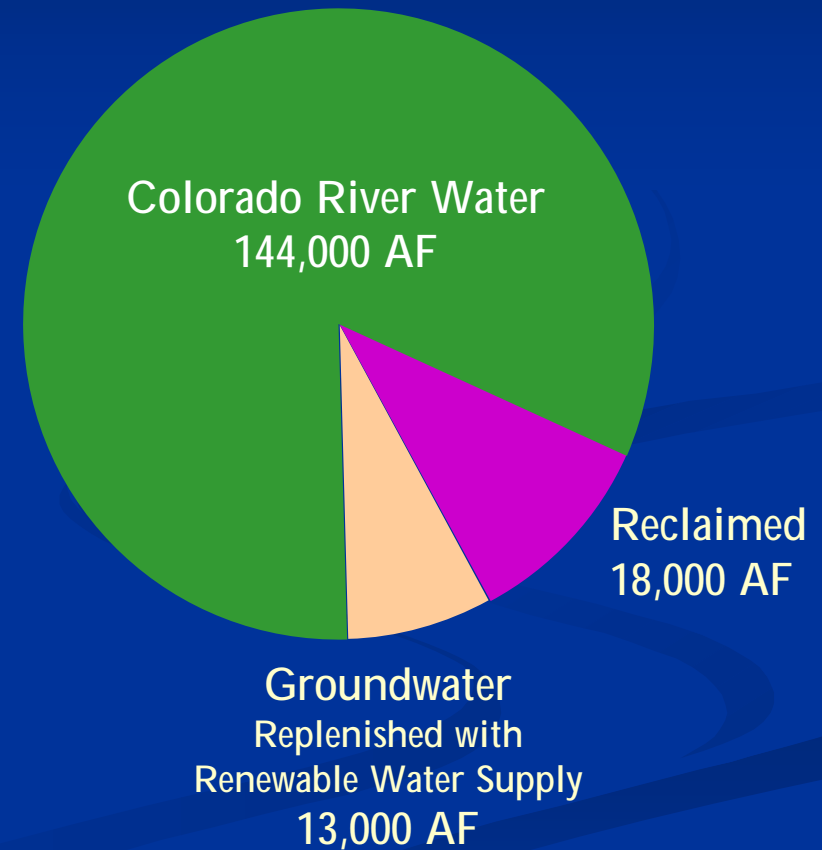 Colorado River Water
144,000 AF
Reclaimed
18,000 AF
Groundwater
Replenished with
Renewable Water Supply
13,000 AF